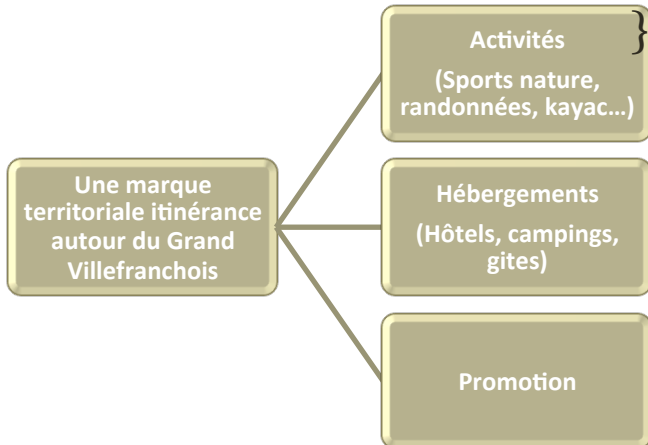 Une marque
territoriale itinérance
autour du Grand
Villefranchois
Activités
(Sports nature,
randonnées, kayac…)
}
Hébergements
(Hôtels, campings,
gites)
Promotion